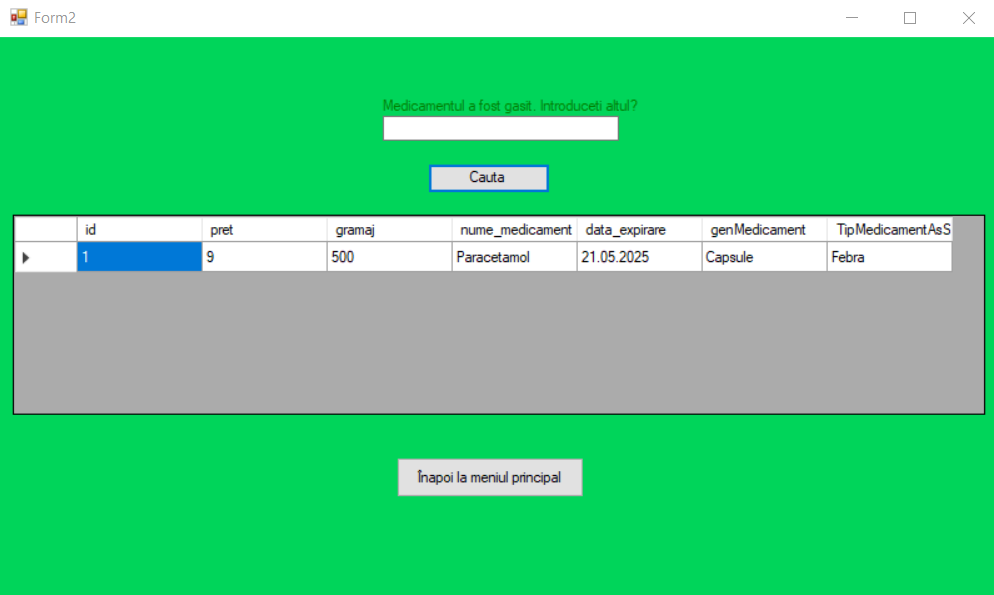 Form2
Medicamentul a fost gasit. Introduceti altul?
Cauta
id pret gramaj nume_medicament data_expirare genMedicament TipMedicamentAsS
1 9 500 Paracetamol 21.05.2025 Capsule Febra
Înapoi la meniul principal